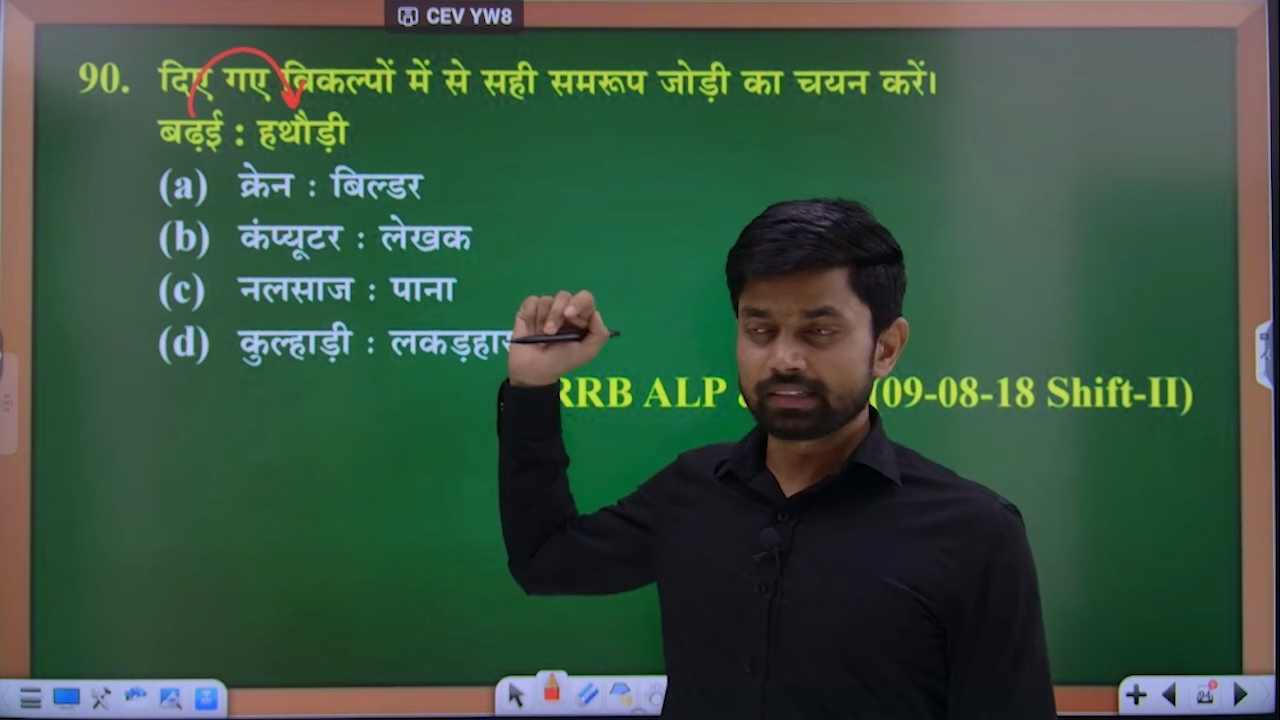 CEV YW8
90. दिए गए विकल्पों में से सही समरूप जोड़ी का चयन करें।
बढ़ई : हथौड़ी
(a) क्रेन : बिल्डर
(b) कंप्यूटर : लेखक
(c) नलसाज : पाना
(d) कुल्हाड़ी :
RRB ALP (09-08-18 Shift-II)